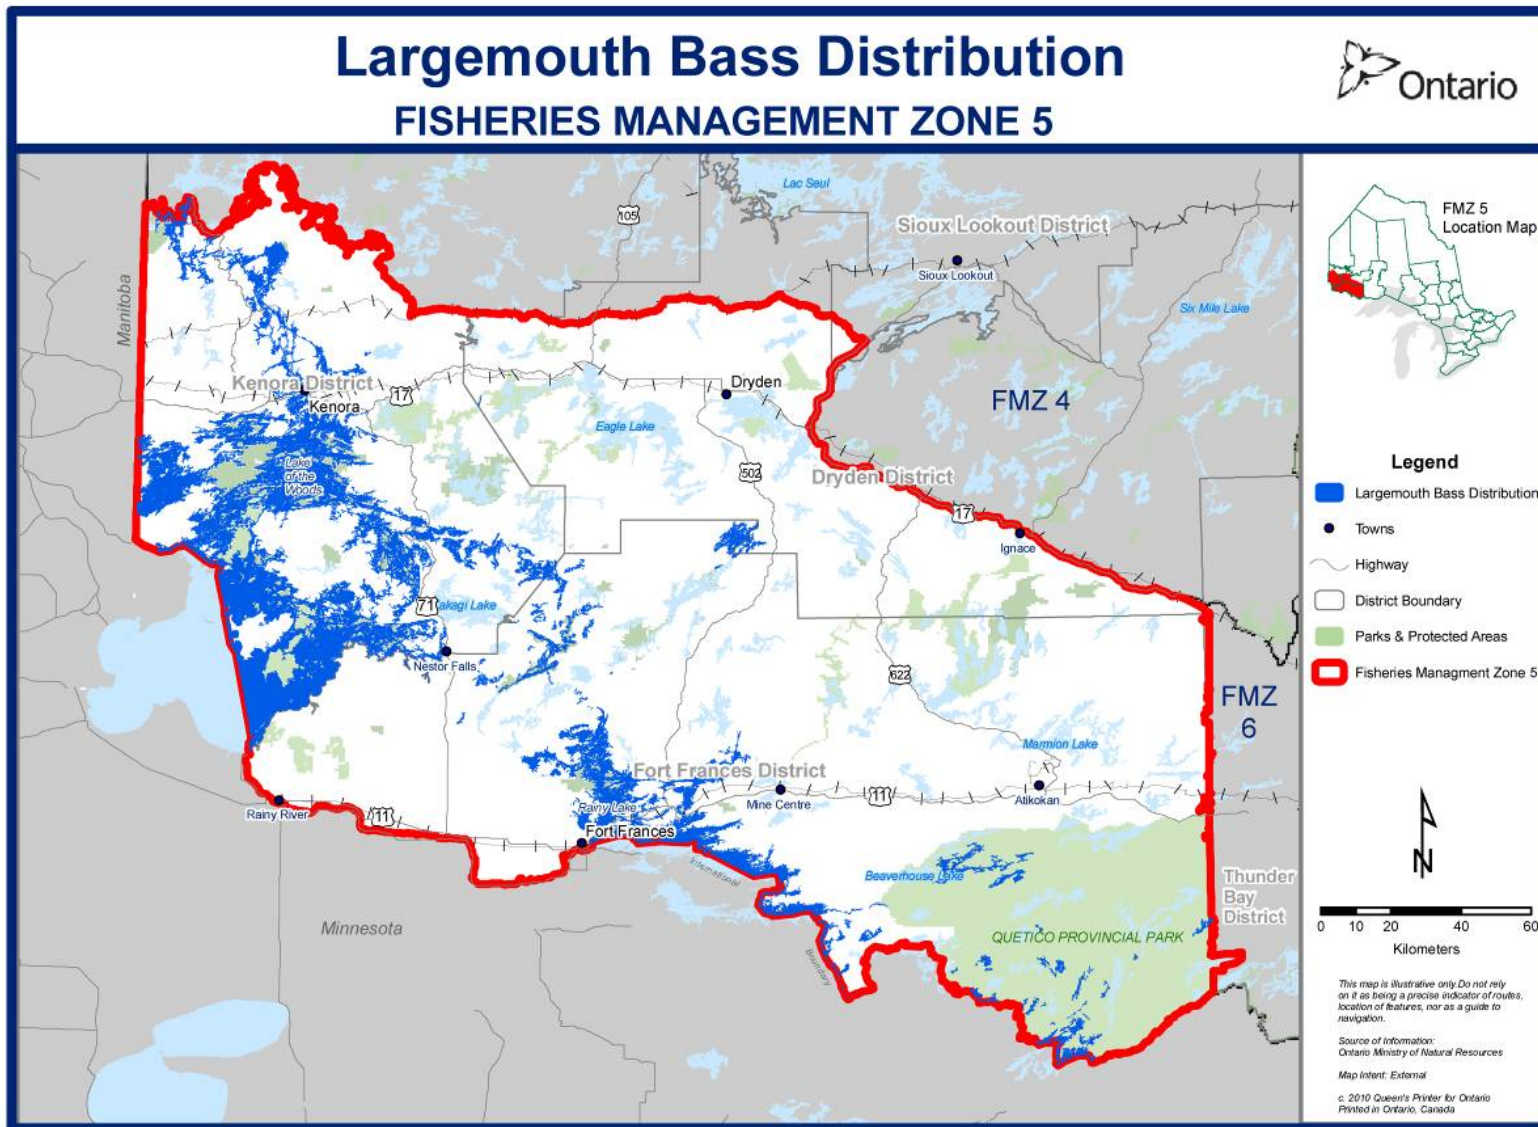 Largemouth Bass Distribution
FISHERIES MANAGEMENT ZONE 5
Ontario
Lac Seul
105
Sioux Lookout District
Sioux Lookout
Six Mile Lake
Manitoba
Kenora District
Kenora
17
Dryden
FMZ 4
Eagle Lake
Lake
of the
Woods
502
Dryden District
17
Ignace
71
akagi Lake
Nestor Falls
622
FMZ
6
Marmion Lake
Fort Frances District
Rainy Lake
Mine Centre
11
Atikokan
Rainy River
11
Fort Frances
International
Boundary
Beaverhouse Lake
Thunder
Bay
District
QUETICO PROVINCIAL PARK
Minnesota
FMZ 5
Location Map
Legend
Largemouth Bass Distribution
Towns
Highway
District Boundary
Parks & Protected Areas
Fisheries Managment Zone 5
N
0 10 20 40 60
Kilometers
This map is illustrative only.Do not rely
on it as being a precise indicator of routes,
location of features, nor as a guide to
navigation.
Source of Information:
Ontario Ministry of Natural Resources
Map Intent: External
c. 2010 Queen's Printer for Ontario
Printed in Ontario, Canada